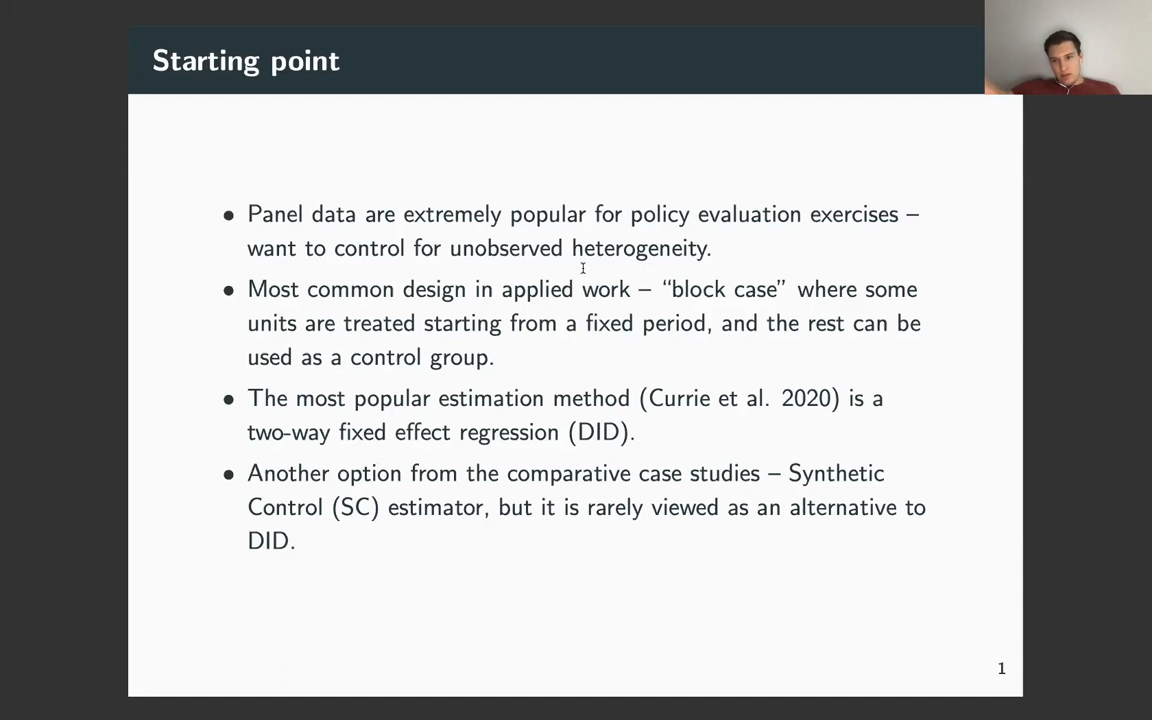 Starting point
• Panel data are extremely popular for policy evaluation exercises –
want to control for unobserved heterogeneity.
• Most common design in applied work – “block case” where some
units are treated starting from a fixed period, and the rest can be
used as a control group.
• The most popular estimation method (Currie et al. 2020) is a
two-way fixed effect regression (DID).
• Another option from the comparative case studies – Synthetic
Control (SC) estimator, but it is rarely viewed as an alternative to
DID.
1